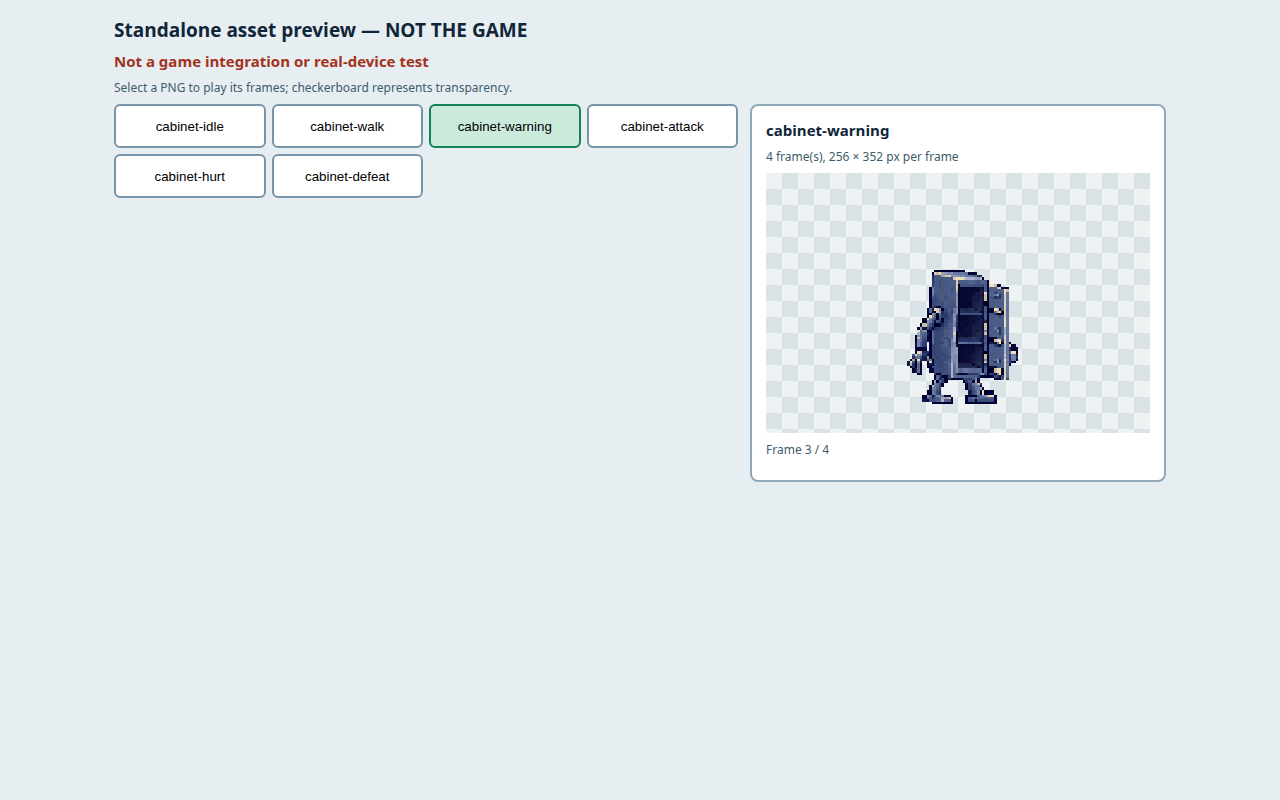 Standalone asset preview — NOT THE GAME
Not a game integration or real-device test
Select a PNG to play its frames; checkerboard represents transparency.
cabinet-idle
cabinet-walk
cabinet-warning
cabinet-attack
cabinet-hurt
cabinet-defeat
cabinet-warning
4 frame(s), 256 × 352 px per frame
Frame 3 / 4